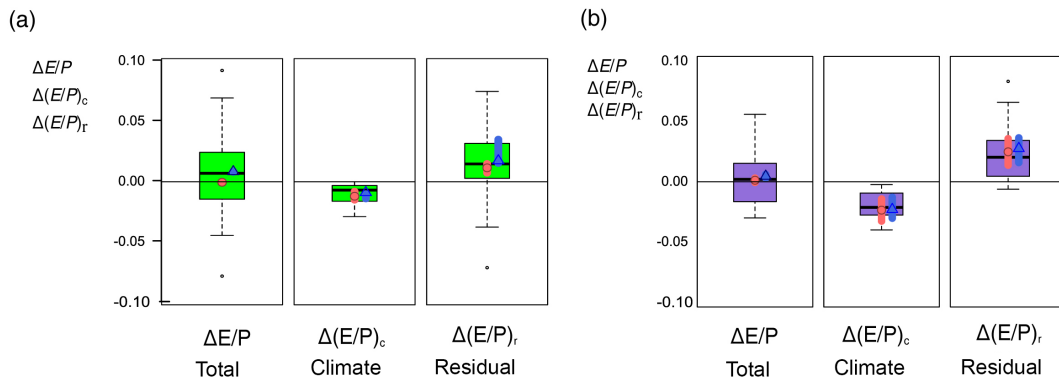 (a)
ΔE/P
Δ(E/P)c
Δ(E/P)r
0.10
0.05
0.00
-0.05
-0.10
ΔE/P
Δ(E/P)c
Δ(E/P)r
Total
Climate
Residual
(b)
ΔE/P
Δ(E/P)c
Δ(E/P)r
0.10
0.05
0.00
-0.05
-0.10
ΔE/P
Δ(E/P)c
Δ(E/P)r
Total
Climate
Residual